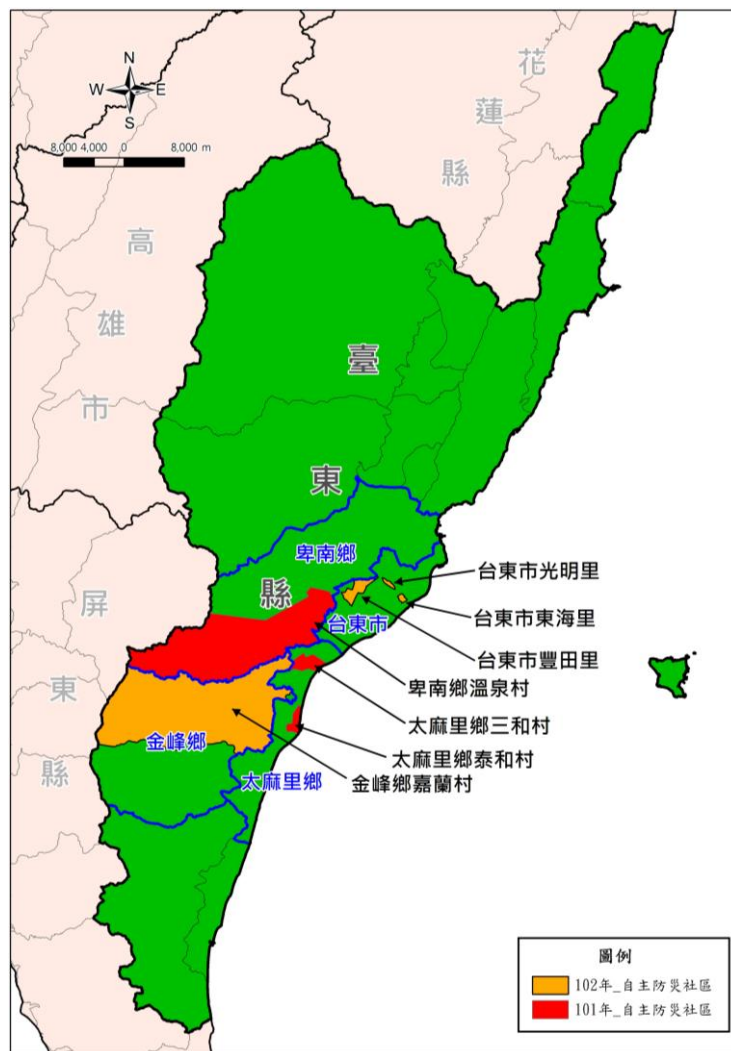 N
W E
S
8,000 4,000 0 8,000 m
花
蓮
縣
高
雄
市
臺
東
縣
屏
東
縣
卑南鄉
台東市
金峰鄉
太麻里鄉
台東市光明里
台東市東海里
台東市豐田里
卑南鄉溫泉村
太麻里鄉三和村
太麻里鄉泰和村
金峰鄉嘉蘭村
圖例
102年_自主防災社區
101年_自主防災社區